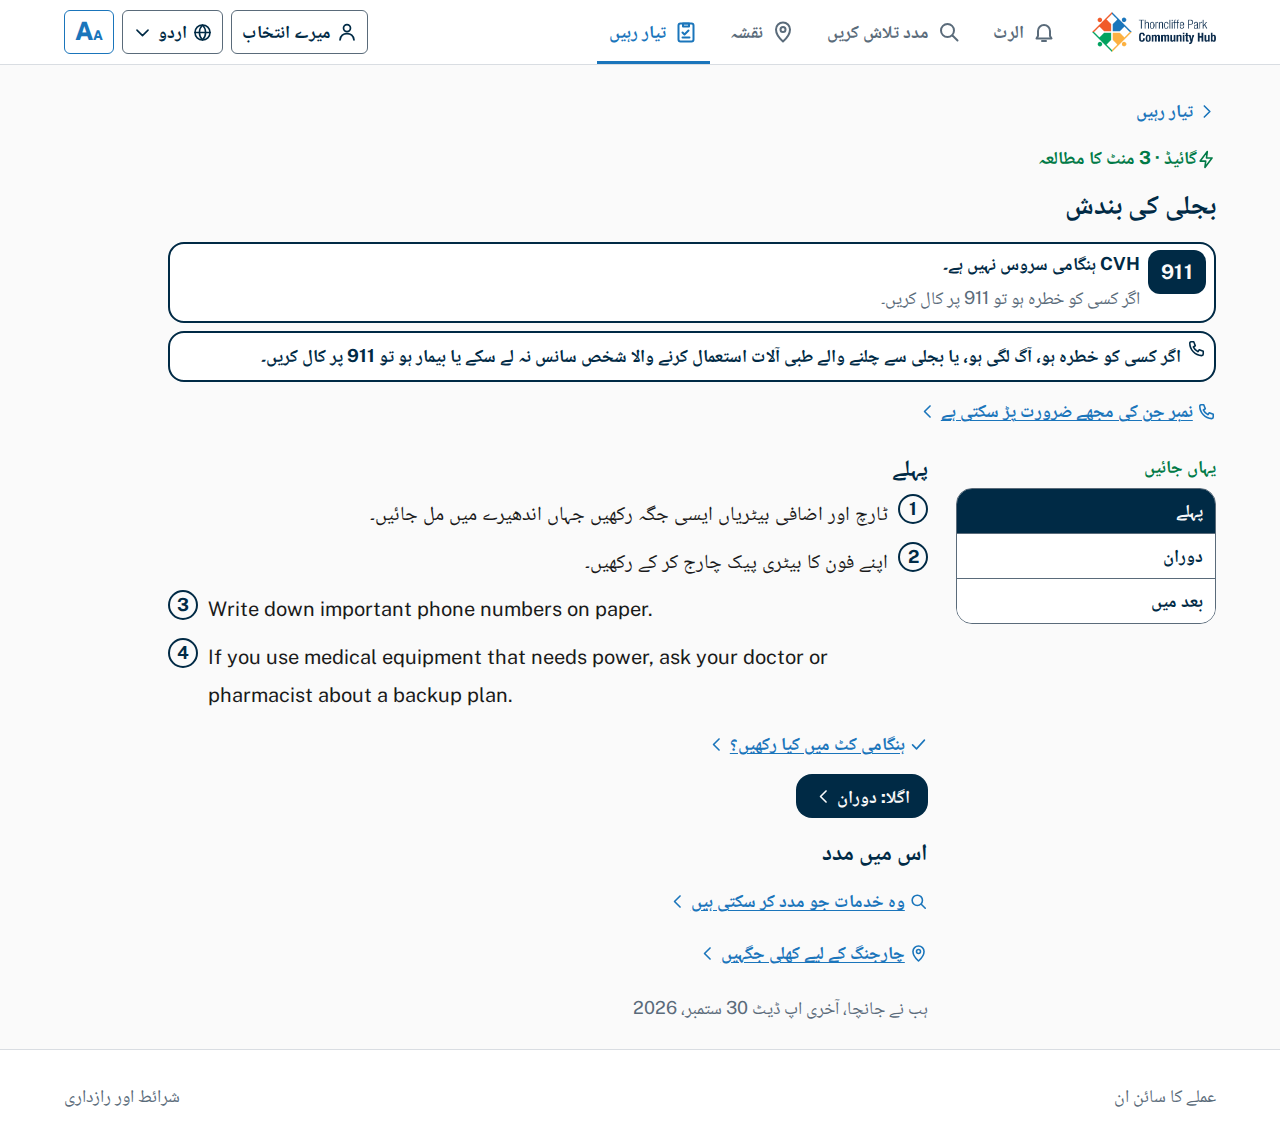 Thorncliffe Park
Community Hub
الرٹ
مدد تلاش کریں
نقشہ
تیار رہیں
میرے انتخاب
اردو
AA
تیار رہیں
گائیڈ · 3 منٹ کا مطالعہ
بجلی کی بندش
911
CVH ہنگامی سروس نہیں ہے۔
اگر کسی کو خطرہ ہو تو 911 پر کال کریں۔
اگر کسی کو خطرہ ہو، آگ لگی ہو، یا بجلی سے چلنے والے طبی آلات استعمال کرنے والا شخص سانس نہ لے سکے یا بیمار ہو تو 911 پر کال کریں۔
نمبر جن کی مجھے ضرورت پڑ سکتی ہے
یہاں جائیں
پہلے
دوران
بعد میں
پہلے
1 ٹارچ اور اضافی بیٹریاں ایسی جگہ رکھیں جہاں اندھیرے میں مل جائیں۔
2 اپنے فون کا بیٹری پیک چارج کر کے رکھیں۔
3 Write down important phone numbers on paper.
4 If you use medical equipment that needs power, ask your doctor or
pharmacist about a backup plan.
ہنگامی کٹ میں کیا رکھیں؟
اگلا: دوران
اس میں مدد
وہ خدمات جو مدد کر سکتی ہیں
چارجنگ کے لیے کھلی جگہیں
ہب نے جانچا، آخری اپ ڈیٹ 30 ستمبر، 2026
عملے کا سائن ان
شرائط اور رازداری